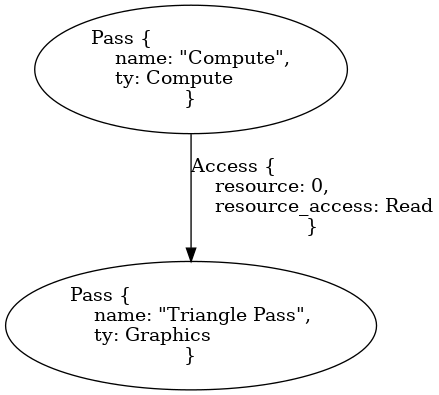 Pass {
    name: "Compute",
    ty: Compute
}
Access {
    resource: 0,
    resource_access: Read
}
Pass {
    name: "Triangle Pass",
    ty: Graphics
}